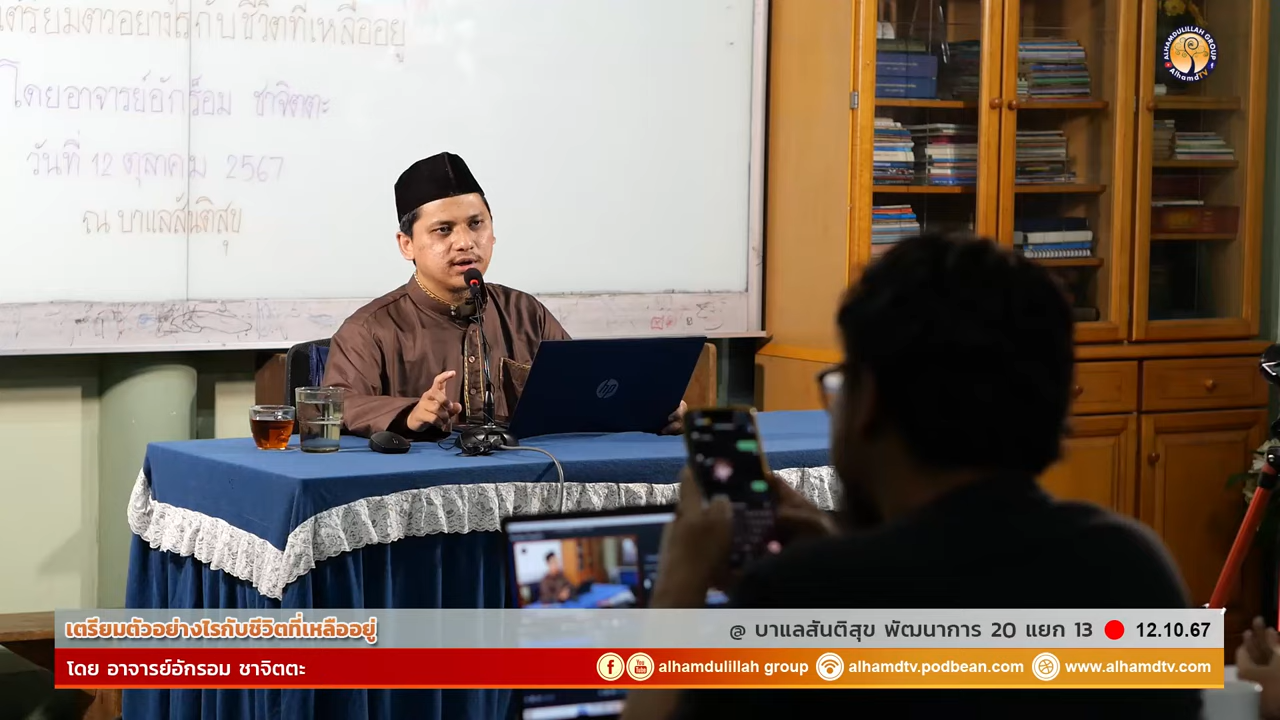 เตรียมตัวอย่างไรกับชีวิตที่เหลืออยู่
โดยอาจารย์อักร็อม ชาจิตตะ
วันที่ 12 ตุลาคม 2567
ณ บาแลสันติสุข
ALHAMDULILLAH GROUP
AlhamdTV
hp
เตรียมตัวอย่างไรกับชีวิตที่เหลืออยู่
@ บาแลสันติสุข พัฒนาการ 20 แยก 13 12.10.67
โดย อาจารย์อักรอม ชาจิตตะ
alhamdulillah group alhamdtv.podbean.com www.alhamdtv.com